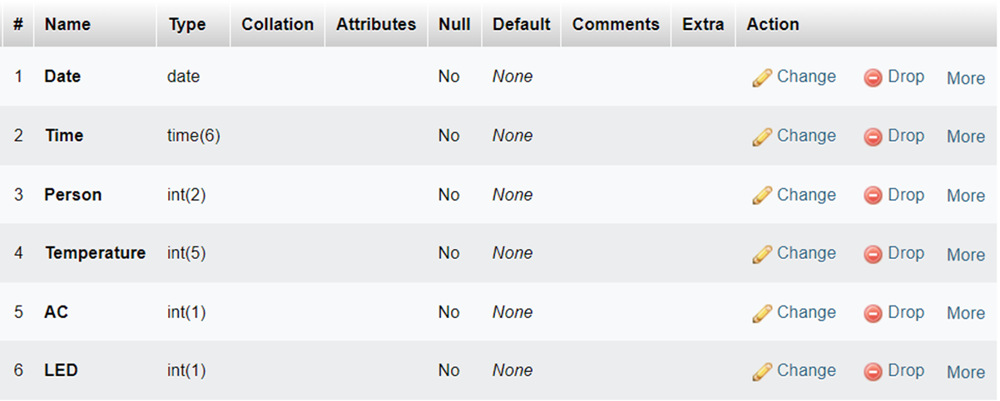 # Name Type Collation Attributes Null Default Comments Extra Action
1 Date date No None Change Drop More
2 Time time(6) No None Change Drop More
3 Person int(2) No None Change Drop More
4 Temperature int(5) No None Change Drop More
5 AC int(1) No None Change Drop More
6 LED int(1) No None Change Drop More